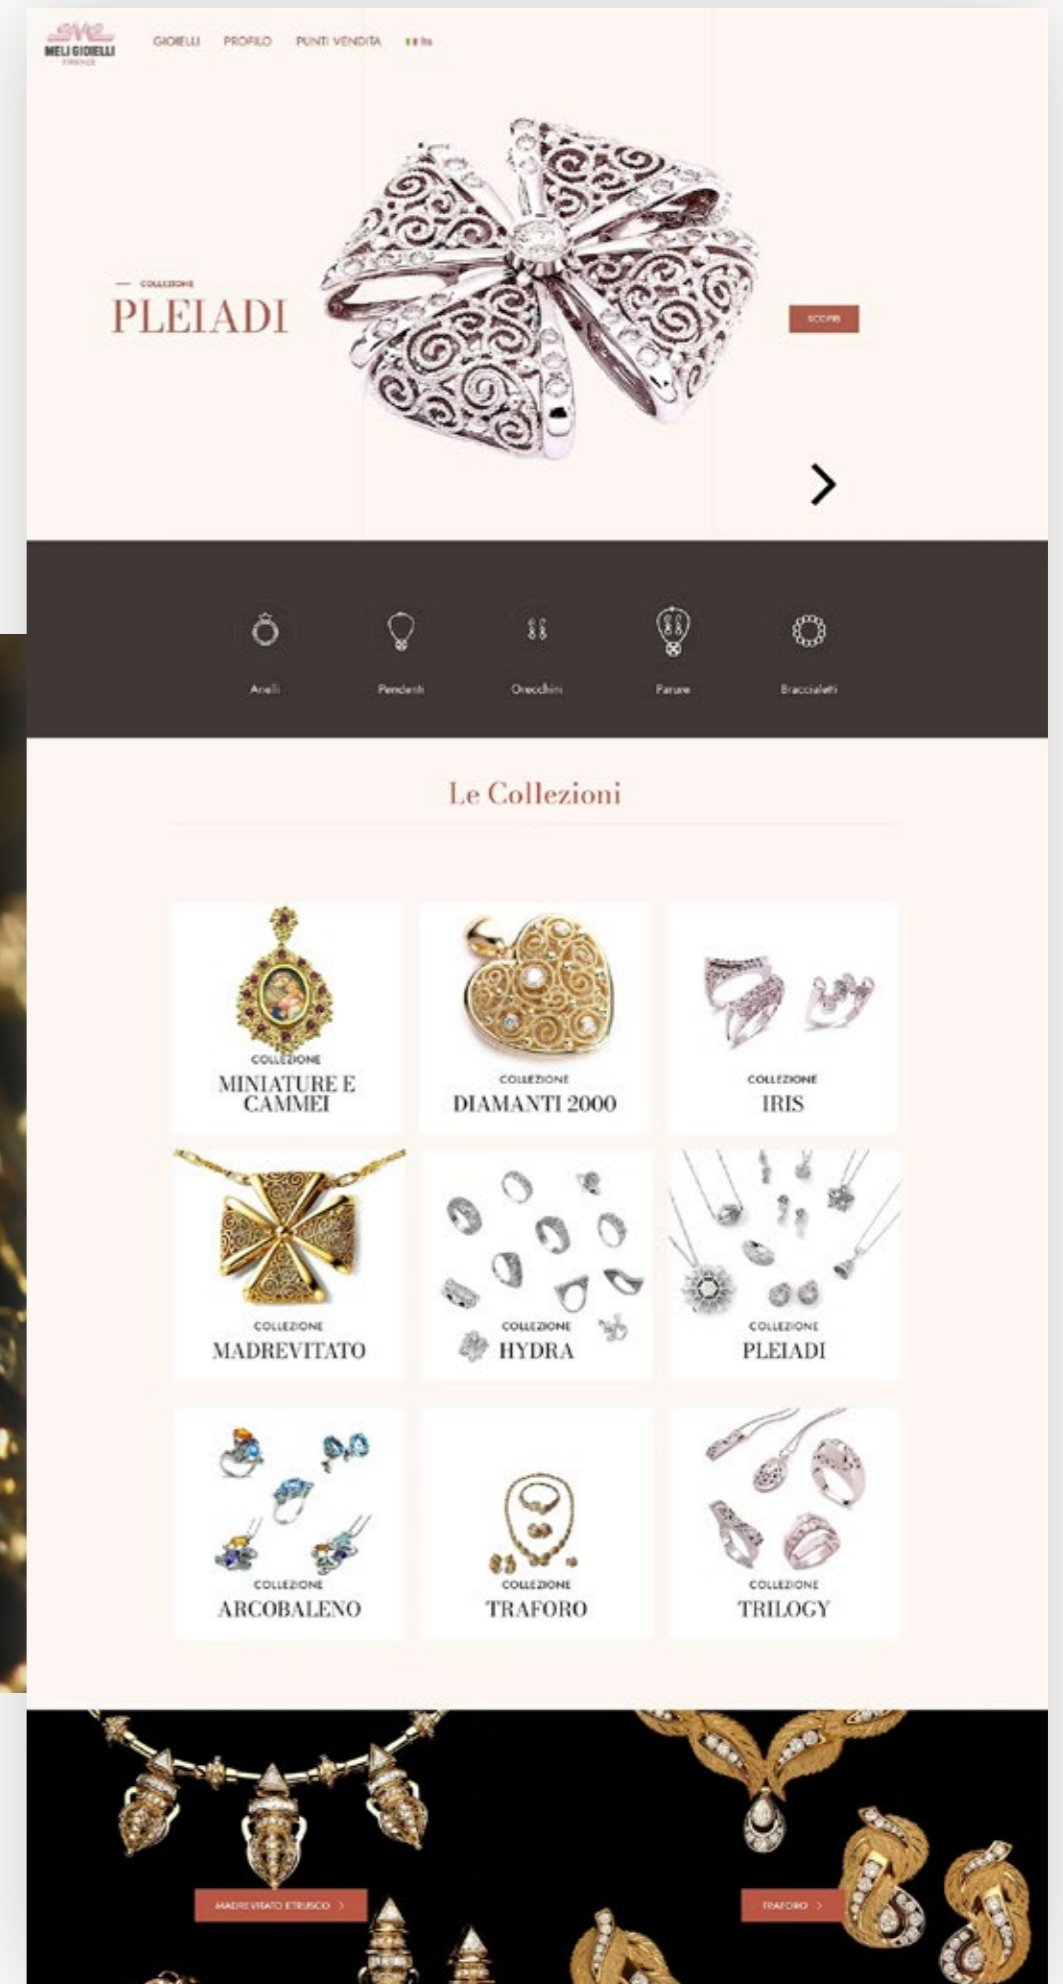 MELI GIOIELLI
FIRENZE
GIOIELLI PROFILO PUNTI VENDITA Ita
COLLEZIONE
PLEIADI
SCOPRI
Anelli Pendenti Orecchini Parure Braccialetti
Le Collezioni
COLLEZIONE
MINIATURE E
CAMMEI
COLLEZIONE
DIAMANTI 2000
COLLEZIONE
IRIS
COLLEZIONE
MADREVITATO
COLLEZIONE
HYDRA
COLLEZIONE
PLEIADI
COLLEZIONE
ARCOBALENO
COLLEZIONE
TRAFORO
COLLEZIONE
TRILOGY
MADREVITATO ETRUSCO >
TRAFORO >